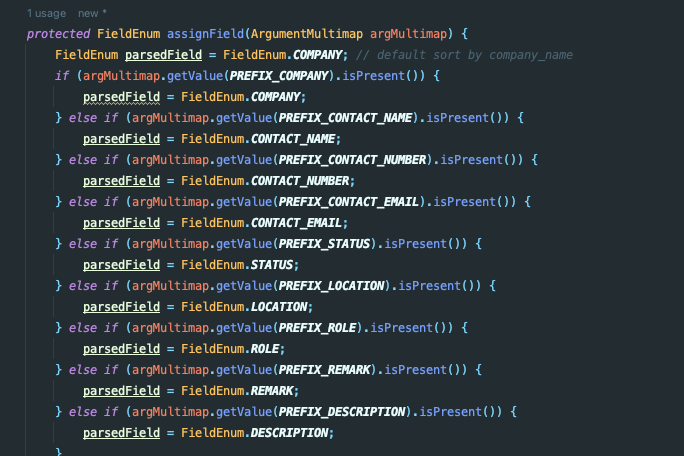 1 usage   new *
protected FieldEnum assignField(ArgumentMultimap argMultimap) {
    FieldEnum parsedField = FieldEnum.COMPANY; // default sort by company_name
    if (argMultimap.getValue(PREFIX_COMPANY).isPresent()) {
        parsedField = FieldEnum.COMPANY;
    } else if (argMultimap.getValue(PREFIX_CONTACT_NAME).isPresent()) {
        parsedField = FieldEnum.CONTACT_NAME;
    } else if (argMultimap.getValue(PREFIX_CONTACT_NUMBER).isPresent()) {
        parsedField = FieldEnum.CONTACT_NUMBER;
    } else if (argMultimap.getValue(PREFIX_CONTACT_EMAIL).isPresent()) {
        parsedField = FieldEnum.CONTACT_EMAIL;
    } else if (argMultimap.getValue(PREFIX_STATUS).isPresent()) {
        parsedField = FieldEnum.STATUS;
    } else if (argMultimap.getValue(PREFIX_LOCATION).isPresent()) {
        parsedField = FieldEnum.LOCATION;
    } else if (argMultimap.getValue(PREFIX_ROLE).isPresent()) {
        parsedField = FieldEnum.ROLE;
    } else if (argMultimap.getValue(PREFIX_REMARK).isPresent()) {
        parsedField = FieldEnum.REMARK;
    } else if (argMultimap.getValue(PREFIX_DESCRIPTION).isPresent()) {
        parsedField = FieldEnum.DESCRIPTION;
    }